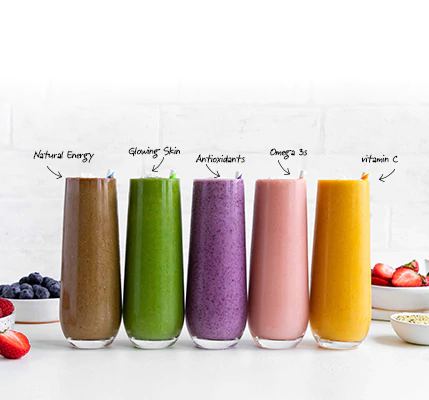 Natural Energy
Glowing Skin
Antioxidants
Omega 3s
vitamin C